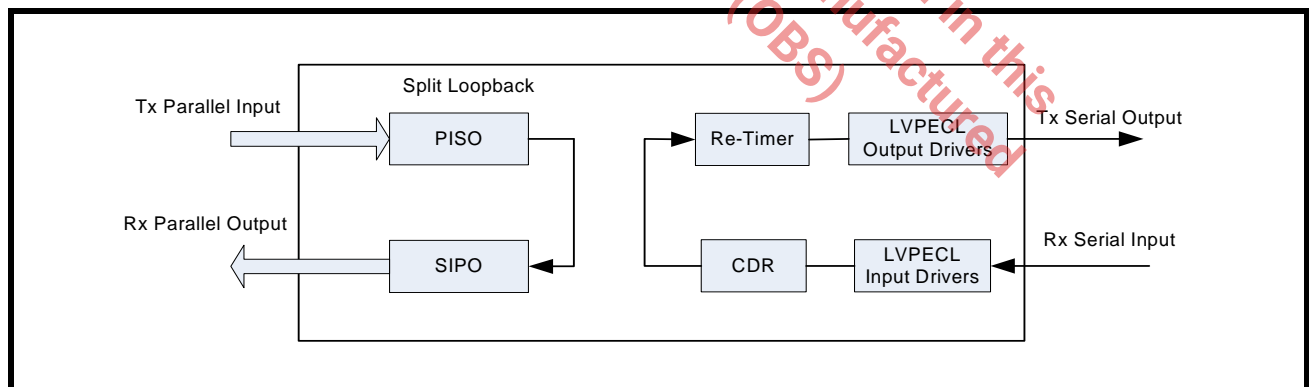 in this
nufactured
(OBS)
Split Loopback
Tx Parallel Input
PISO
Re-Timer
LVPECL
Output Drivers
Tx Serial Output
Rx Parallel Output
SIPO
CDR
LVPECL
Input Drivers
Rx Serial Input